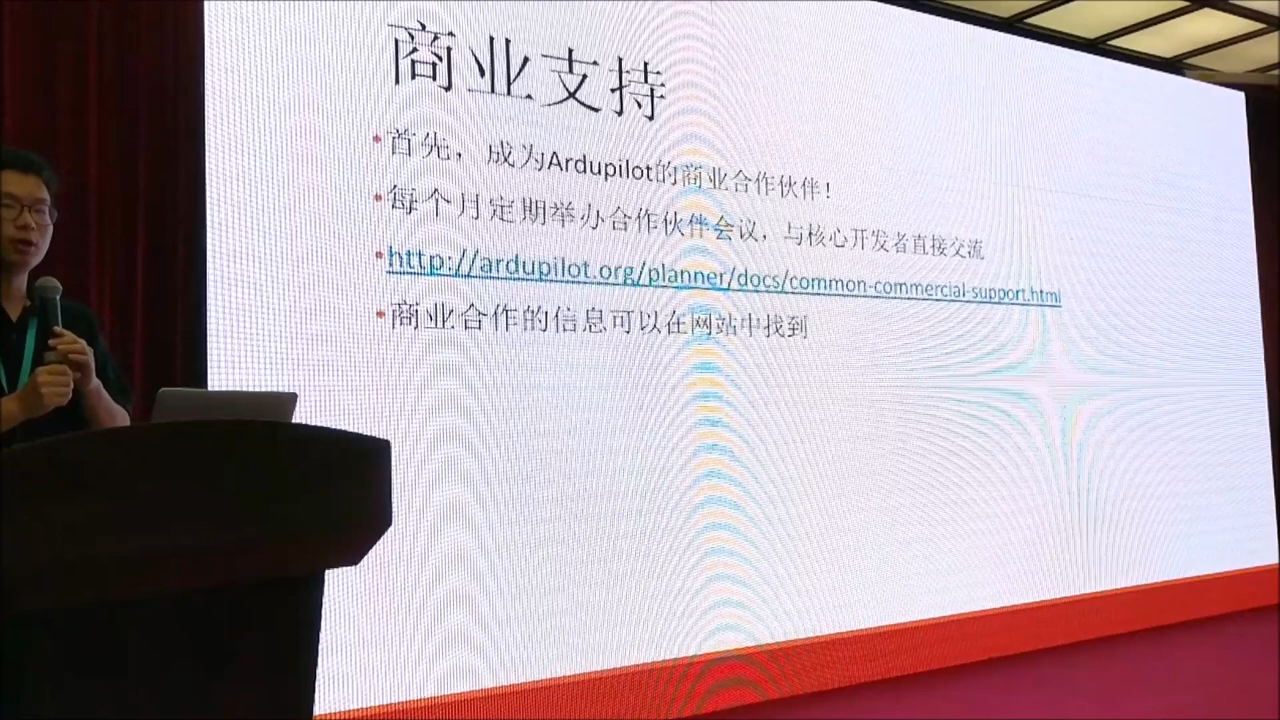 商业支持
•首先，成为Ardupilot的商业合作伙伴！
•每个月定期举办合作伙伴会议，与核心开发者直接交流
•http://ardupilot.org/planner/docs/common-commercial-support.html
•商业合作的信息可以在网站中找到